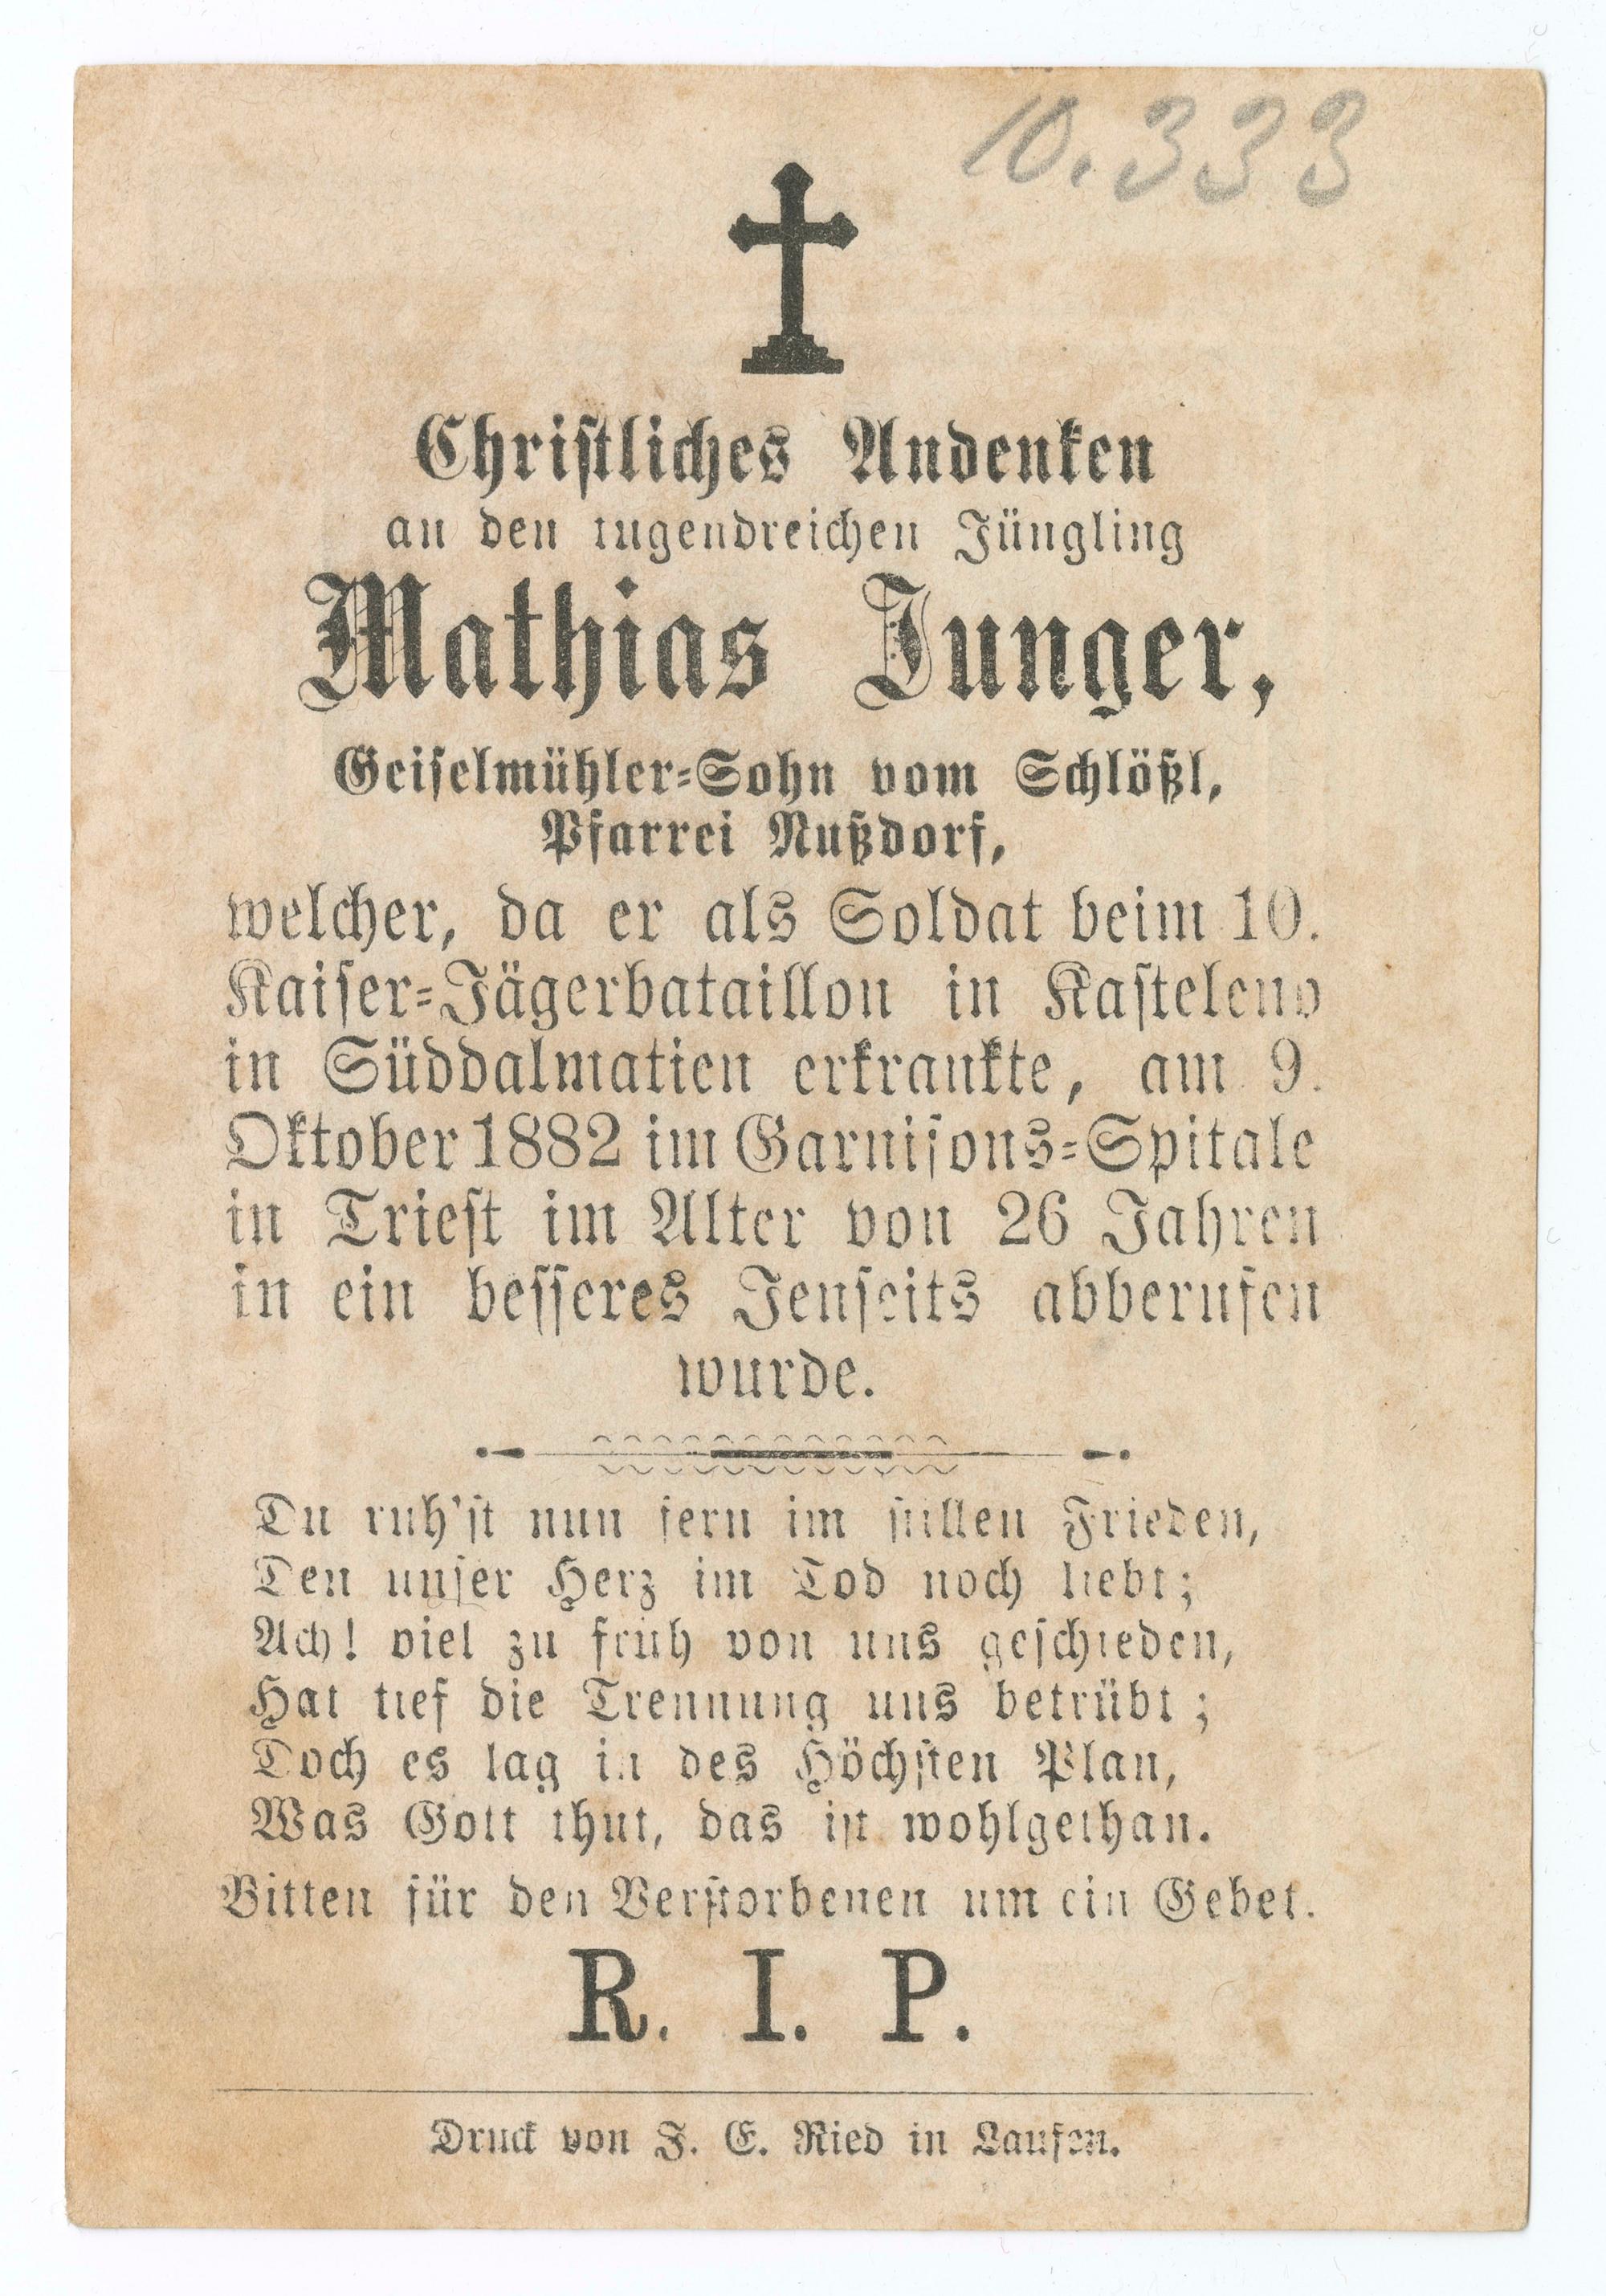 10.333
Christliches Andenken
an den tugendreichen Jüngling
Mathias Junger,
Geiselmühler=Sohn vom Schlößl,
Pfarrei Nußdorf,
welcher, da er als Soldat beim 10.
Kaiser=Jägerbataillon in Kasteleno
in Süddalmatien erkrankte, am 9.
Oktober 1882 im Garnisons=Spitale
in Triest im Alter von 26 Jahren
in ein besseres Jenseits abberufen
wurde.
Du ruh'st nun fern im stillen Frieden,
Den unser Herz im Tod noch liebt;
Ach! viel zu früh von uns geschieden,
Hat tief die Trennung uns betrübt;
Doch es lag in des Höchsten Plan,
Was Gott thut, das ist wohlgethan.
Bitten für den Verstorbenen um ein Gebet.
R. I. P.
Druck von F. E. Ried in Laufen.